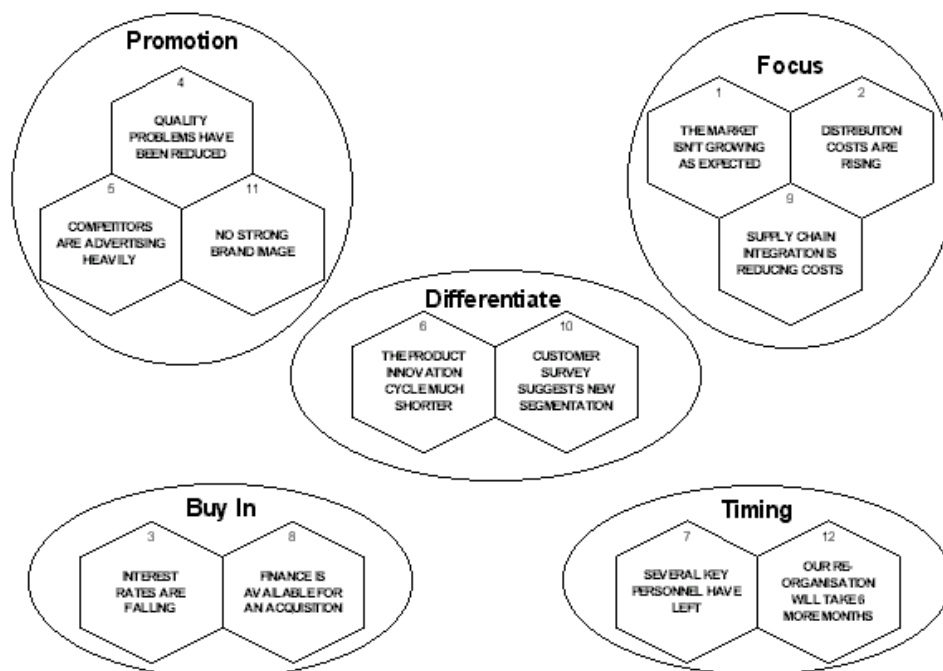 Promotion
4
QUALITY
PROBLEMS HAVE
BEEN REDUCED
5
COMPETITORS
ARE ADVERTISING
HEAVILY
11
NO STRONG
BRAND IMAGE
Focus
1
THE MARKET
ISN'T GROWING
AS EXPECTED
2
DISTRIBUTION
COSTS ARE
RISING
9
SUPPLY CHAIN
INTEGRATION IS
REDUCING COSTS
Differentiate
6
THE PRODUCT
INNOVATION
CYCLE MUCH
SHORTER
10
CUSTOMER
SURVEY
SUGGESTS NEW
SEGMENTATION
Buy In
3
INTEREST
RATES ARE
FALLING
8
FINANCE IS
AVAILABLE FOR
AN ACQUISITION
Timing
7
SEVERAL KEY
PERSONNEL HAVE
LEFT
12
OUR RE-
ORGANISATION
WILL TAKE 6
MORE MONTHS